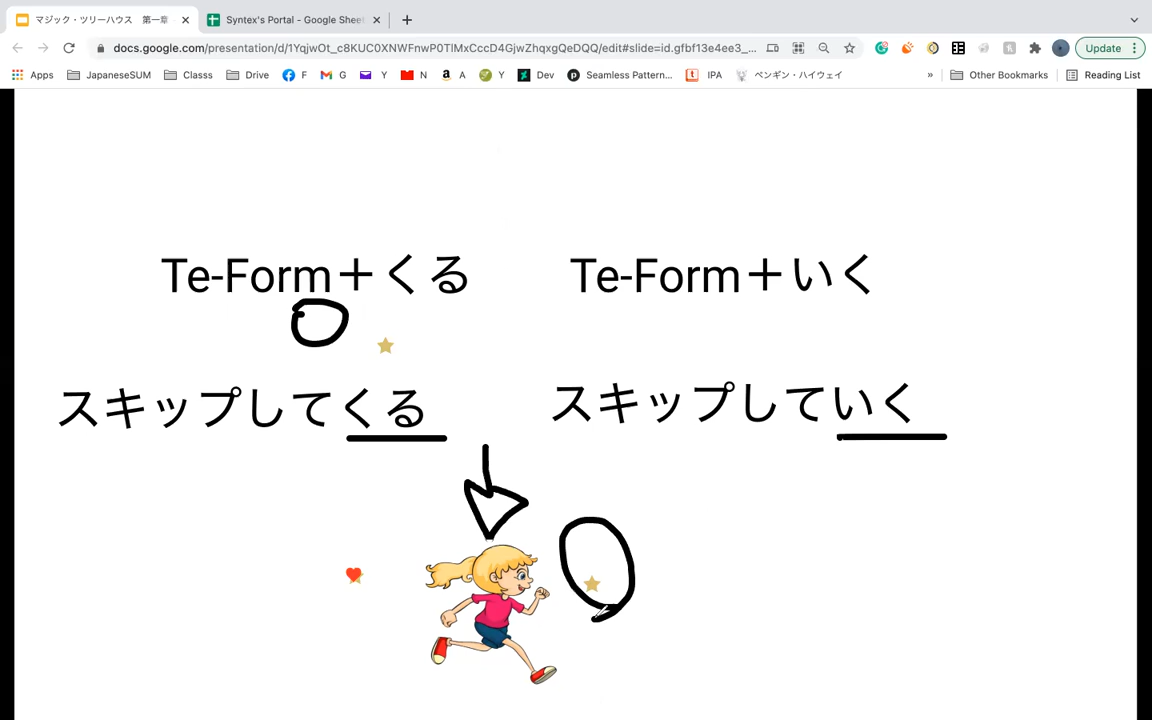 マジック・ツリーハウス 第一章
Syntex's Portal - Google Sheet
docs.google.com/presentation/d/1YqjwOt_c8KUC0XNWFnwP0TlMxCccD4GjwZhqxgQeDQQ/edit#slide=id.gfbf13e4ee3_...
Update
Apps JapaneseSUM Classs Drive F G Y N A Y Dev Seamless Pattern... IPA ペンギン・ハイウェイ » Other Bookmarks Reading List
Te-Form+くる Te-Form+いく
スキップしてくる スキップしていく